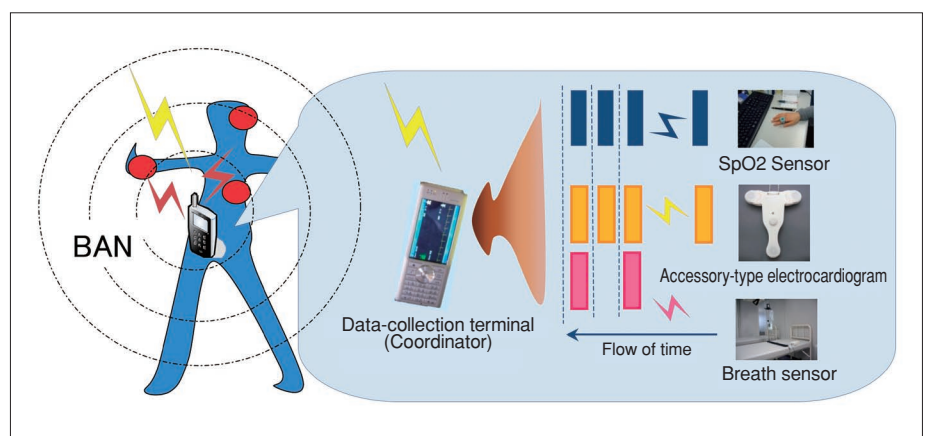 BAN
Data-collection terminal
(Coordinator)
SpO2 Sensor
Accessory-type electrocardiogram
Flow of time
Breath sensor